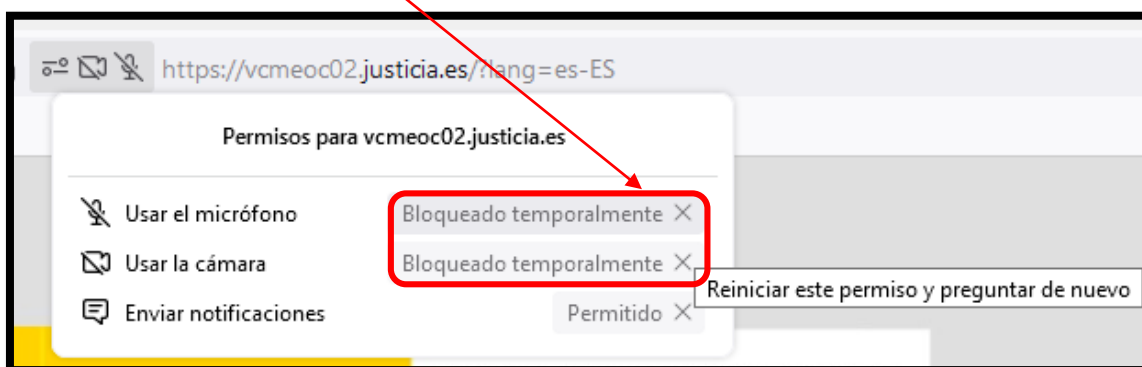 https://vcmeoc02.justicia.es/?lang=es-ES
Permisos para vcmeoc02.justicia.es
Usar el micrófono Bloqueado temporalmente
Usar la cámara Bloqueado temporalmente
Reiniciar este permiso y preguntar de nuevo
Enviar notificaciones Permitido